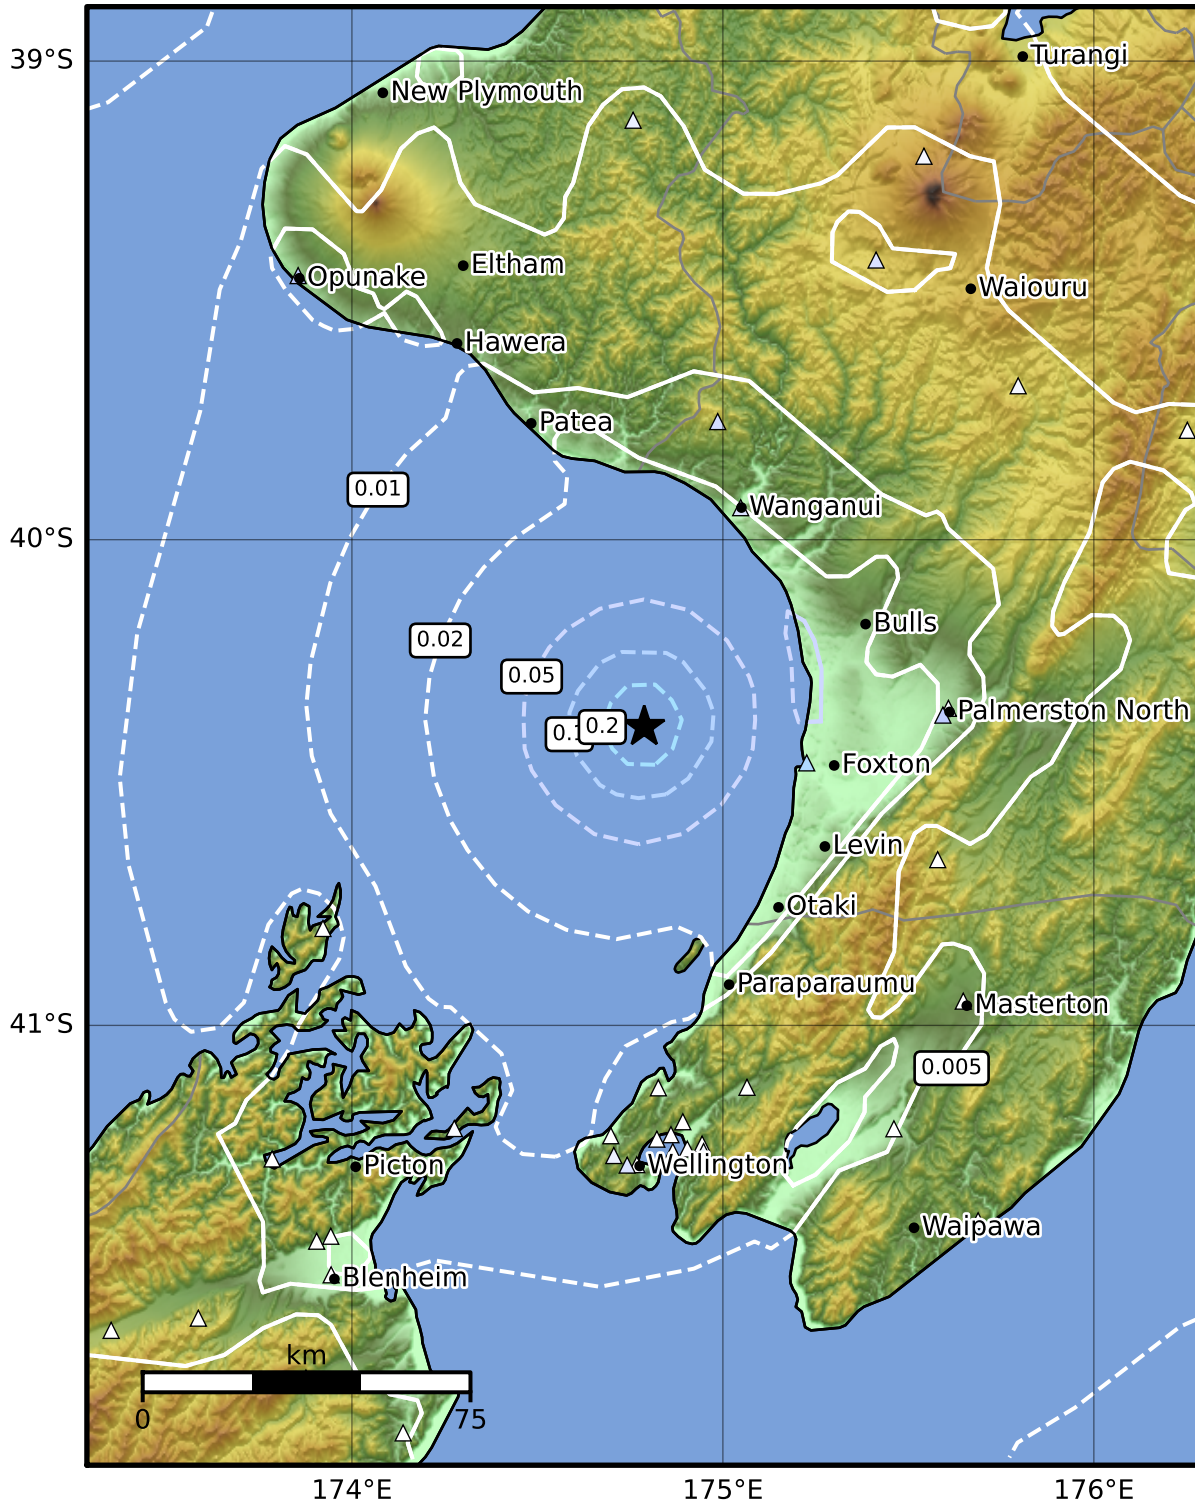 39°S
Turangi
New Plymouth
Eltham
Opunake
Waiouru
Hawera
Patea
0.01
Wanganui
40°S
Bulls
0.02
0.05
Palmerston North
0.2
Foxton
Levin
Otaki
Paraparaumu
Masterton
41°S
0.005
Picton
Wellington
Waipawa
Blenheim
km
0
75
174°E
175°E
176°E